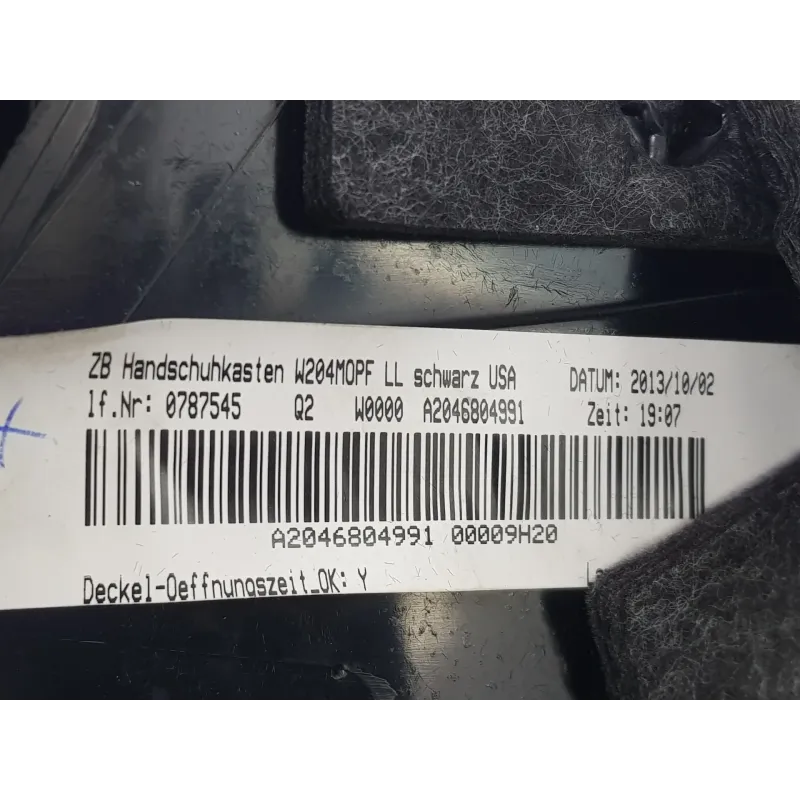 ZB Handschuhkasten W204MOPF LL schwarz USA DATUM: 2013/10/02
lf.Nr: 0787545 Q2 W0000 A2046804991 Zeit: 19:07
A2046804991 00009H20
Deckel-Oeffnungszeit_OK: Y